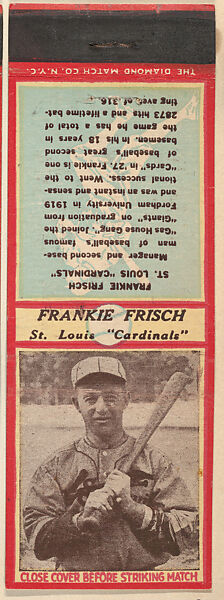 THE DIAMOND MATCH CO. N.Y.C.
FRANKIE FRISCH
ST. LOUIS "CARDINALS"
Manager and second-base
man of baseball's famous
"Gas House Gang". Joined the
"Giants" on graduation from
Fordham University in 1919
and was an instant and sensa-
tional success. Went to the
"Cards" in '27. Frankie is one
of baseball's great second
basemen. In his 18 years in
the game he has a total of
2873 hits and a lifetime bat-
ting aver. of .316.
FRANKIE FRISCH
St. Louis "Cardinals"
CLOSE COVER BEFORE STRIKING MATCH